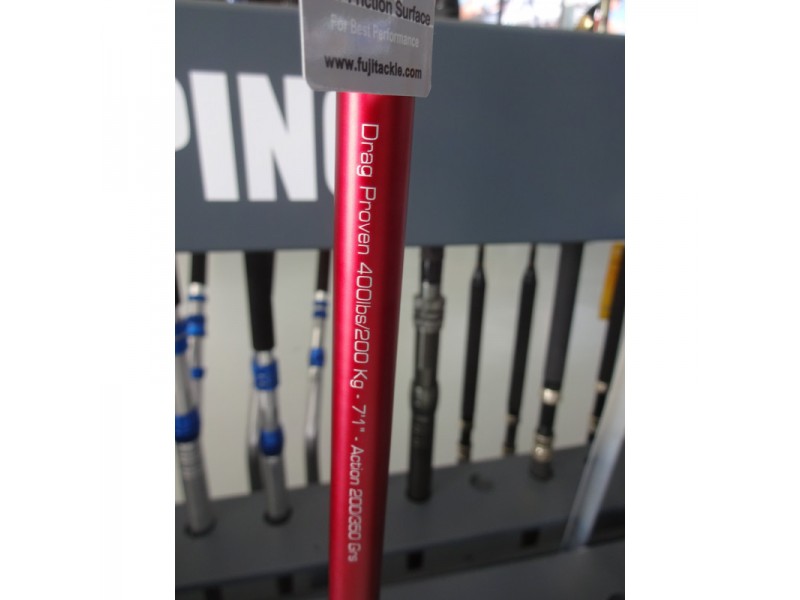 Friction Surface
For Best Performance
www.fujitackle.com
PING
Drag Proven 400lbs/200 Kg - 7'1" - Action 200/350 Grs